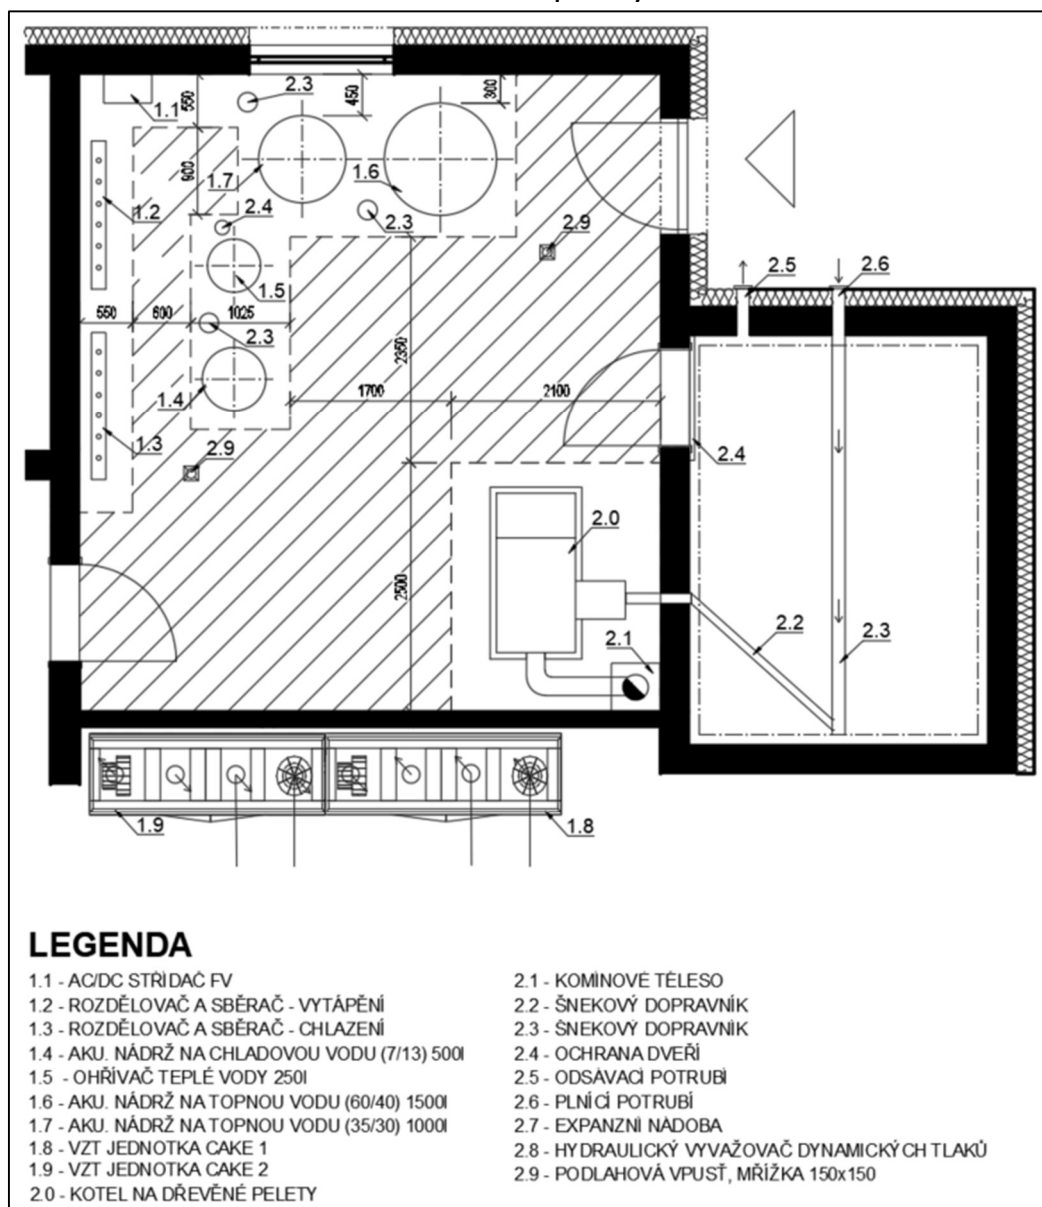 2.3
550
450
300
1.1
900
1.7
1.6
1.2
2.4
2.3
2.9
2.5
2.6
1.5
550
600
1025
2.3
2350
1.4
1700
2100
1.3
2.4
2.9
2.0
2500
2.2
2.3
2.1
1.9
1.8
LEGENDA
1.1 - AC/DC STŘÍDAČ FV
1.2 - ROZDĚLOVAČ A SBĚRAČ - VYTÁPĚNÍ
1.3 - ROZDĚLOVAČ A SBĚRAČ - CHLAZENÍ
1.4 - AKU. NÁDRŽ NA CHLADOVOU VODU (7/13) 500l
1.5 - OHŘÍVAČ TEPLÉ VODY 250l
1.6 - AKU. NÁDRŽ NA TOPNOU VODU (60/40) 1500l
1.7 - AKU. NÁDRŽ NA TOPNOU VODU (35/30) 1000l
1.8 - VZT JEDNOTKA CAKE 1
1.9 - VZT JEDNOTKA CAKE 2
2.0 - KOTEL NA DŘEVĚNÉ PELETY
2.1 - KOMÍNOVÉ TĚLESO
2.2 - ŠNEKOVÝ DOPRAVNÍK
2.3 - ŠNEKOVÝ DOPRAVNÍK
2.4 - OCHRANA DVEŘÍ
2.5 - ODSÁVACÍ POTRUBÍ
2.6 - PLNÍCÍ POTRUBÍ
2.7 - EXPANZNÍ NÁDOBA
2.8 - HYDRAULICKÝ VYVAŽOVAČ DYNAMICKÝCH TLAKŮ
2.9 - PODLAHOVÁ VPUSŤ, MŘÍŽKA 150x150